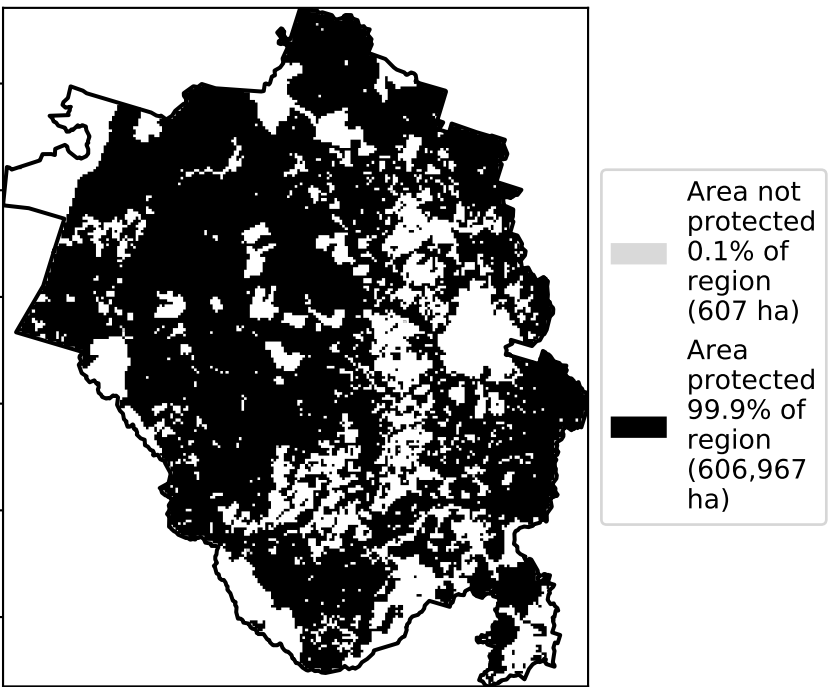 Area not
protected
0.1% of
region
(607 ha)
Area
protected
99.9% of
region
(606,967
ha)